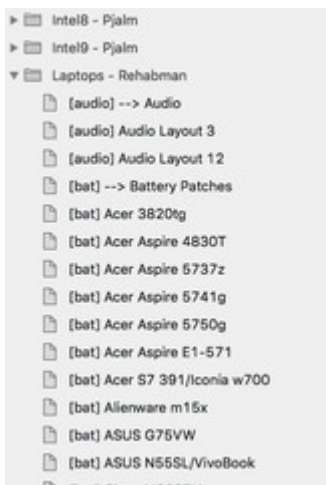 Intel8 - Pjalm
Intel9 - Pjalm
Laptops - Rehabman
[audio] --> Audio
[audio] Audio Layout 3
[audio] Audio Layout 12
[bat] --> Battery Patches
[bat] Acer 3820tg
[bat] Acer Aspire 4830T
[bat] Acer Aspire 5737z
[bat] Acer Aspire 5741g
[bat] Acer Aspire 5750g
[bat] Acer Aspire E1-571
[bat] Acer S7 391/Iconia w700
[bat] Alienware m15x
[bat] ASUS G75VW
[bat] ASUS N55SL/VivoBook